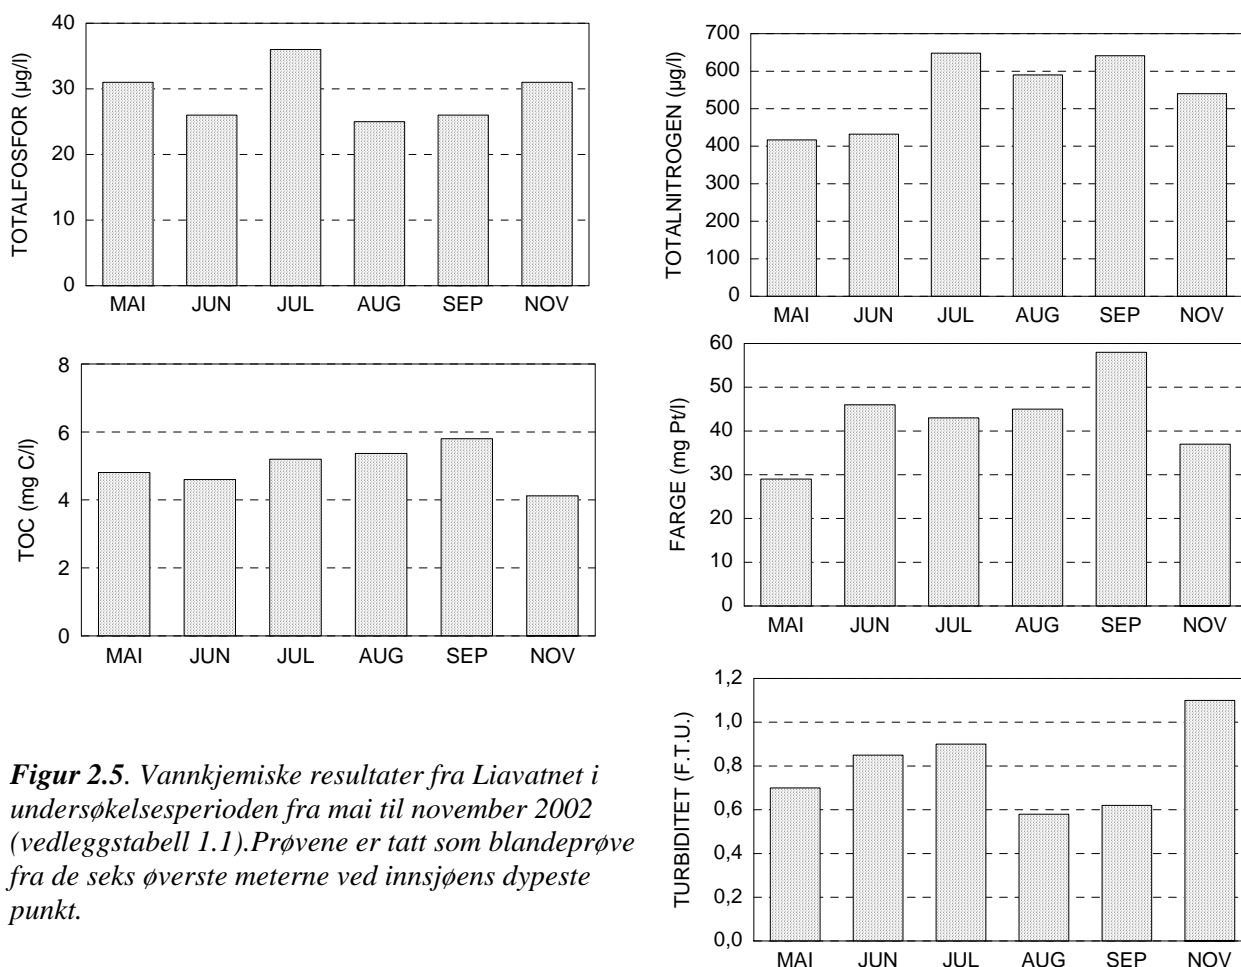 TOTALFOSFOR (µg/l)
40
30
20
10
0
MAI JUN JUL AUG SEP NOV
TOTALNITROGEN (µg/l)
700
600
500
400
300
200
100
0
MAI JUN JUL AUG SEP NOV
TOC (mg C/l)
8
6
4
2
0
MAI JUN JUL AUG SEP NOV
FARGE (mg Pt/l)
60
50
40
30
20
10
0
MAI JUN JUL AUG SEP NOV
TURBIDITET (F.T.U.)
1,2
1,0
0,8
0,6
0,4
0,2
0,0
MAI JUN JUL AUG SEP NOV
Figur 2.5. Vannkjemiske resultater fra Liavatnet i
undersøkelsesperioden fra mai til november 2002
(vedleggstabell 1.1).Prøvene er tatt som blandeprøve
fra de seks øverste meterne ved innsjøens dypeste
punkt.